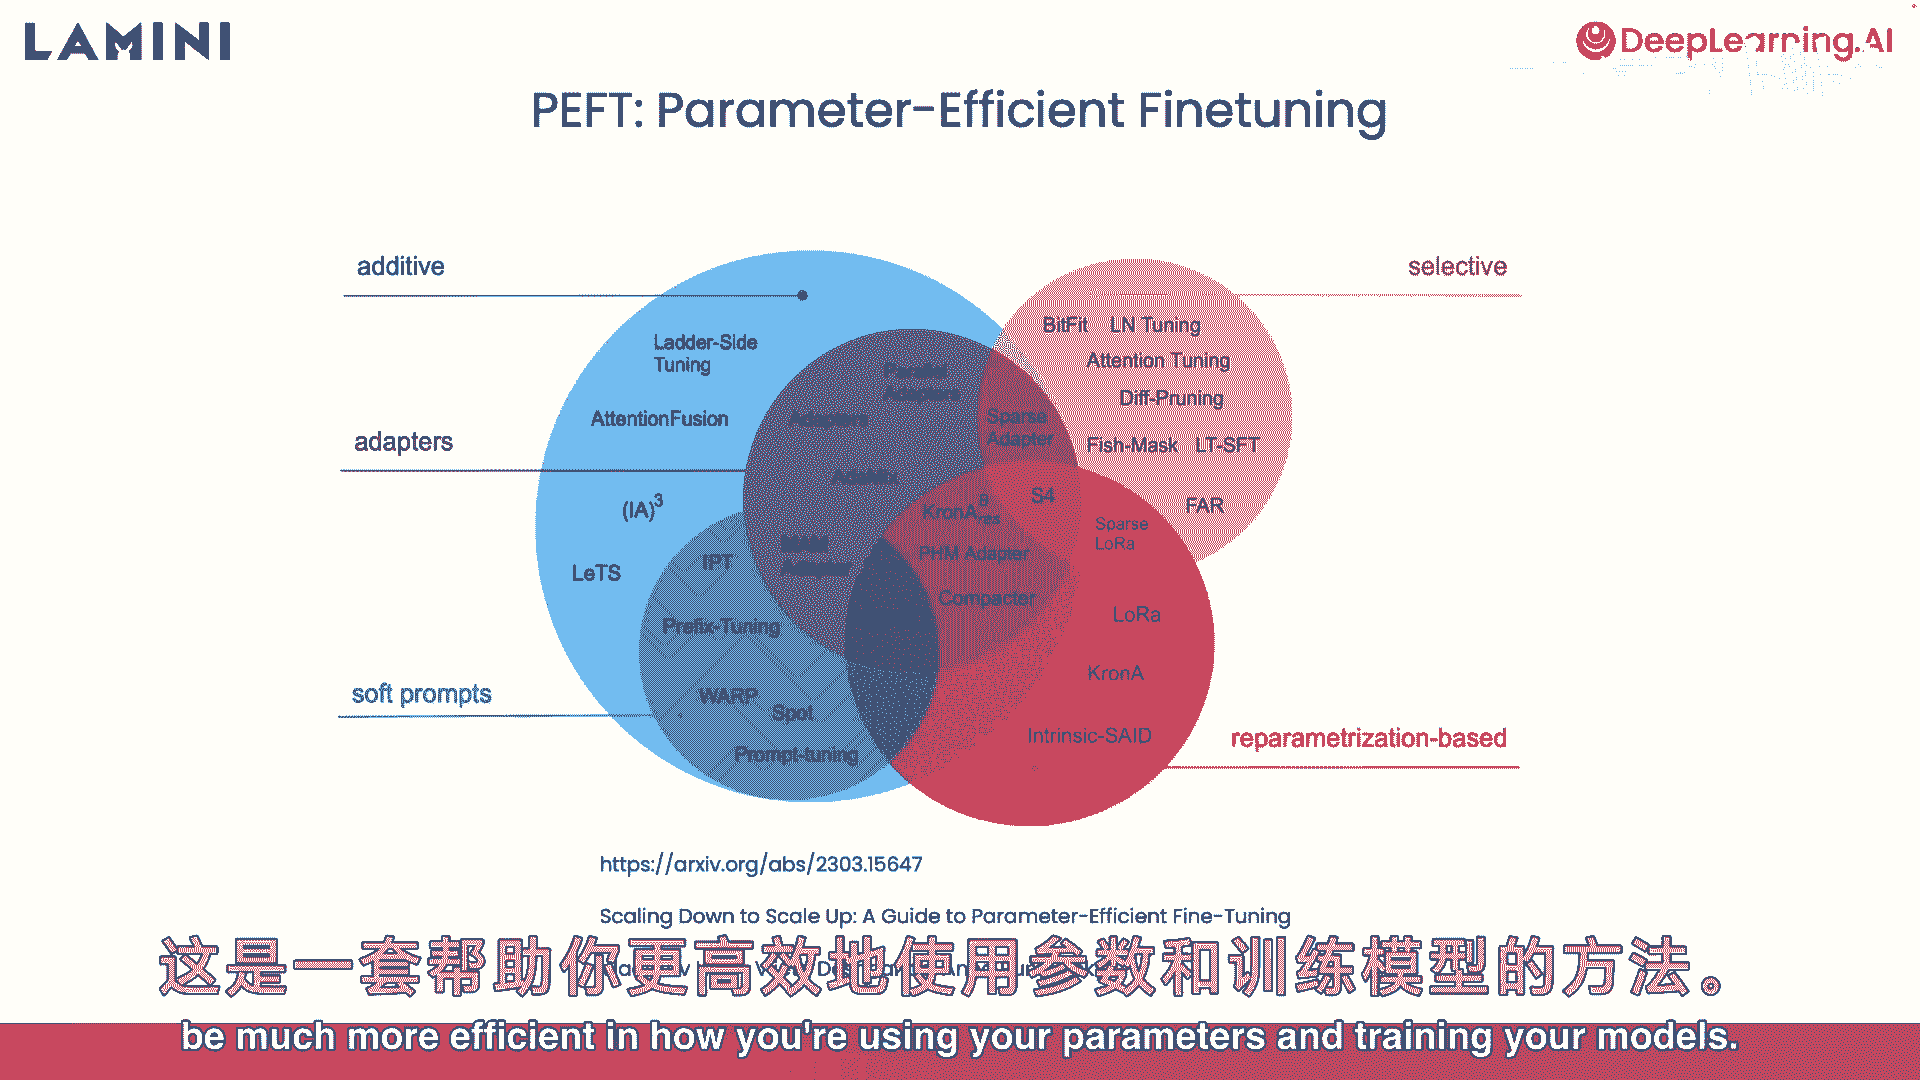 LAMINI
DeepLearning.AI
PEFT: Parameter-Efficient Finetuning
additive
selective
adapters
soft prompts
reparametrization-based
Ladder-Side
Tuning
AttentionFusion
(IA)³
LeTS
Parallel
Adapters
Adapters
AdaMix
MAM
Adapter
Sparse
Adapter
BitFit LN Tuning
Attention Tuning
Diff-Pruning
Fish-Mask LT-SFT
FAR
S4
KronA^B_res
PHM Adapter
Compacter
Sparse
LoRa
LoRa
KronA
Intrinsic-SAID
IPT
Prefix-Tuning
WARP
Spot
Prompt-tuning
https://arxiv.org/abs/2303.15647
Scaling Down to Scale Up: A Guide to Parameter-Efficient Fine-Tuning
这是一套帮助你更高效地使用参数和训练模型的方法。
be much more efficient in how you're using your parameters and training your models.